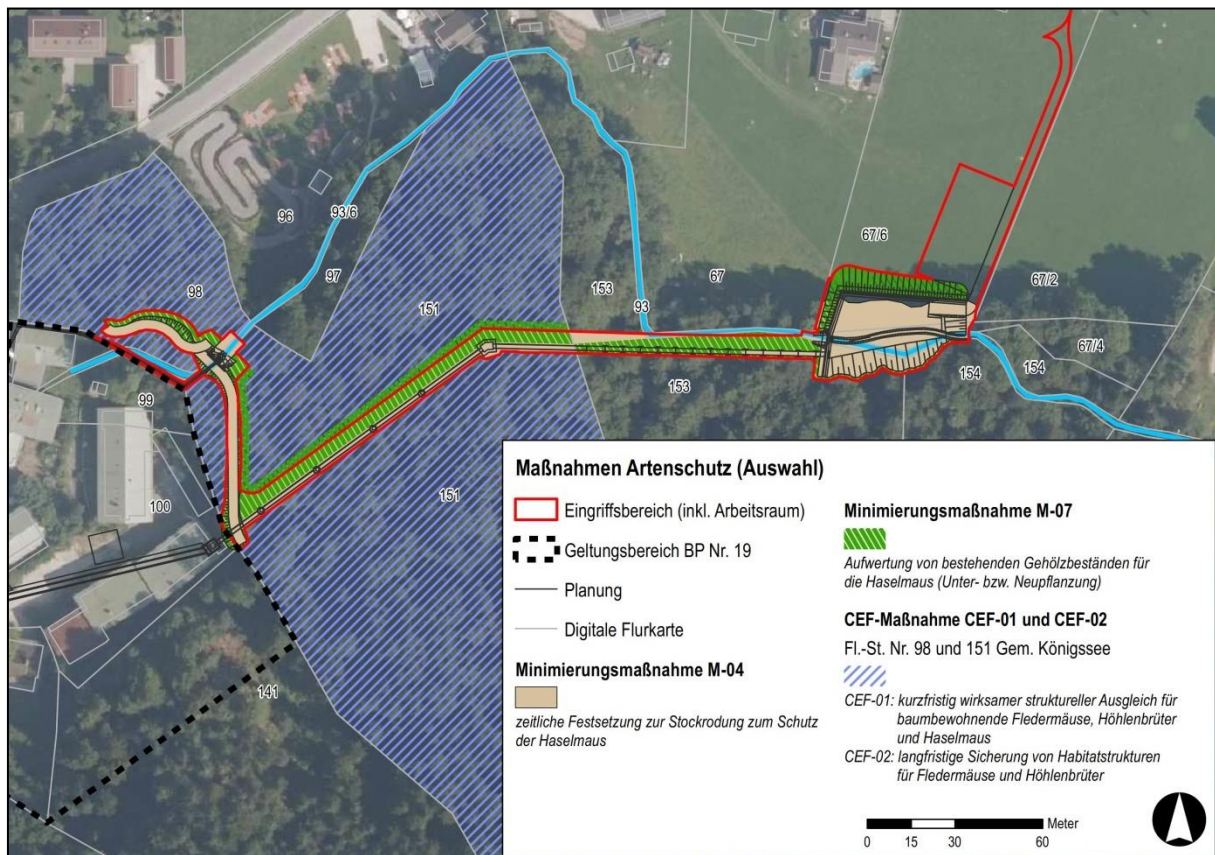 96
93/6
97
98
151
153
93
67
67/6
67/2
67/4
154
154
153
99
100
151
141
Maßnahmen Artenschutz (Auswahl)
Eingriffsbereich (inkl. Arbeitsraum)
Geltungsbereich BP Nr. 19
Planung
Digitale Flurkarte
Minimierungsmaßnahme M-04
zeitliche Festsetzung zur Stockrodung zum Schutz
der Haselmaus
Minimierungsmaßnahme M-07
Aufwertung von bestehenden Gehölzbeständen für
die Haselmaus (Unter- bzw. Neupflanzung)
CEF-Maßnahme CEF-01 und CEF-02
Fl.-St. Nr. 98 und 151 Gem. Königssee
CEF-01: kurzfristig wirksamer struktureller Ausgleich für
baumbewohnende Fledermäuse, Höhlenbrüter
und Haselmaus
CEF-02: langfristige Sicherung von Habitatstrukturen
für Fledermäuse und Höhlenbrüter
Meter
0 15 30 60